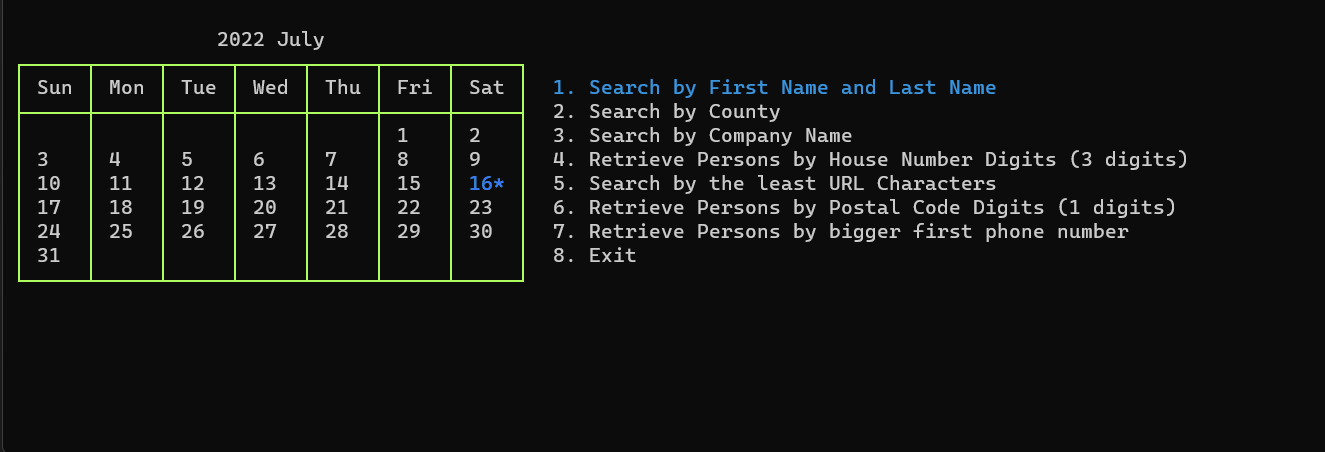 2022 July
Sun Mon Tue Wed Thu Fri Sat
1 2
3 4 5 6 7 8 9
10 11 12 13 14 15 16*
17 18 19 20 21 22 23
24 25 26 27 28 29 30
31
1. Search by First Name and Last Name
2. Search by County
3. Search by Company Name
4. Retrieve Persons by House Number Digits (3 digits)
5. Search by the least URL Characters
6. Retrieve Persons by Postal Code Digits (1 digits)
7. Retrieve Persons by bigger first phone number
8. Exit